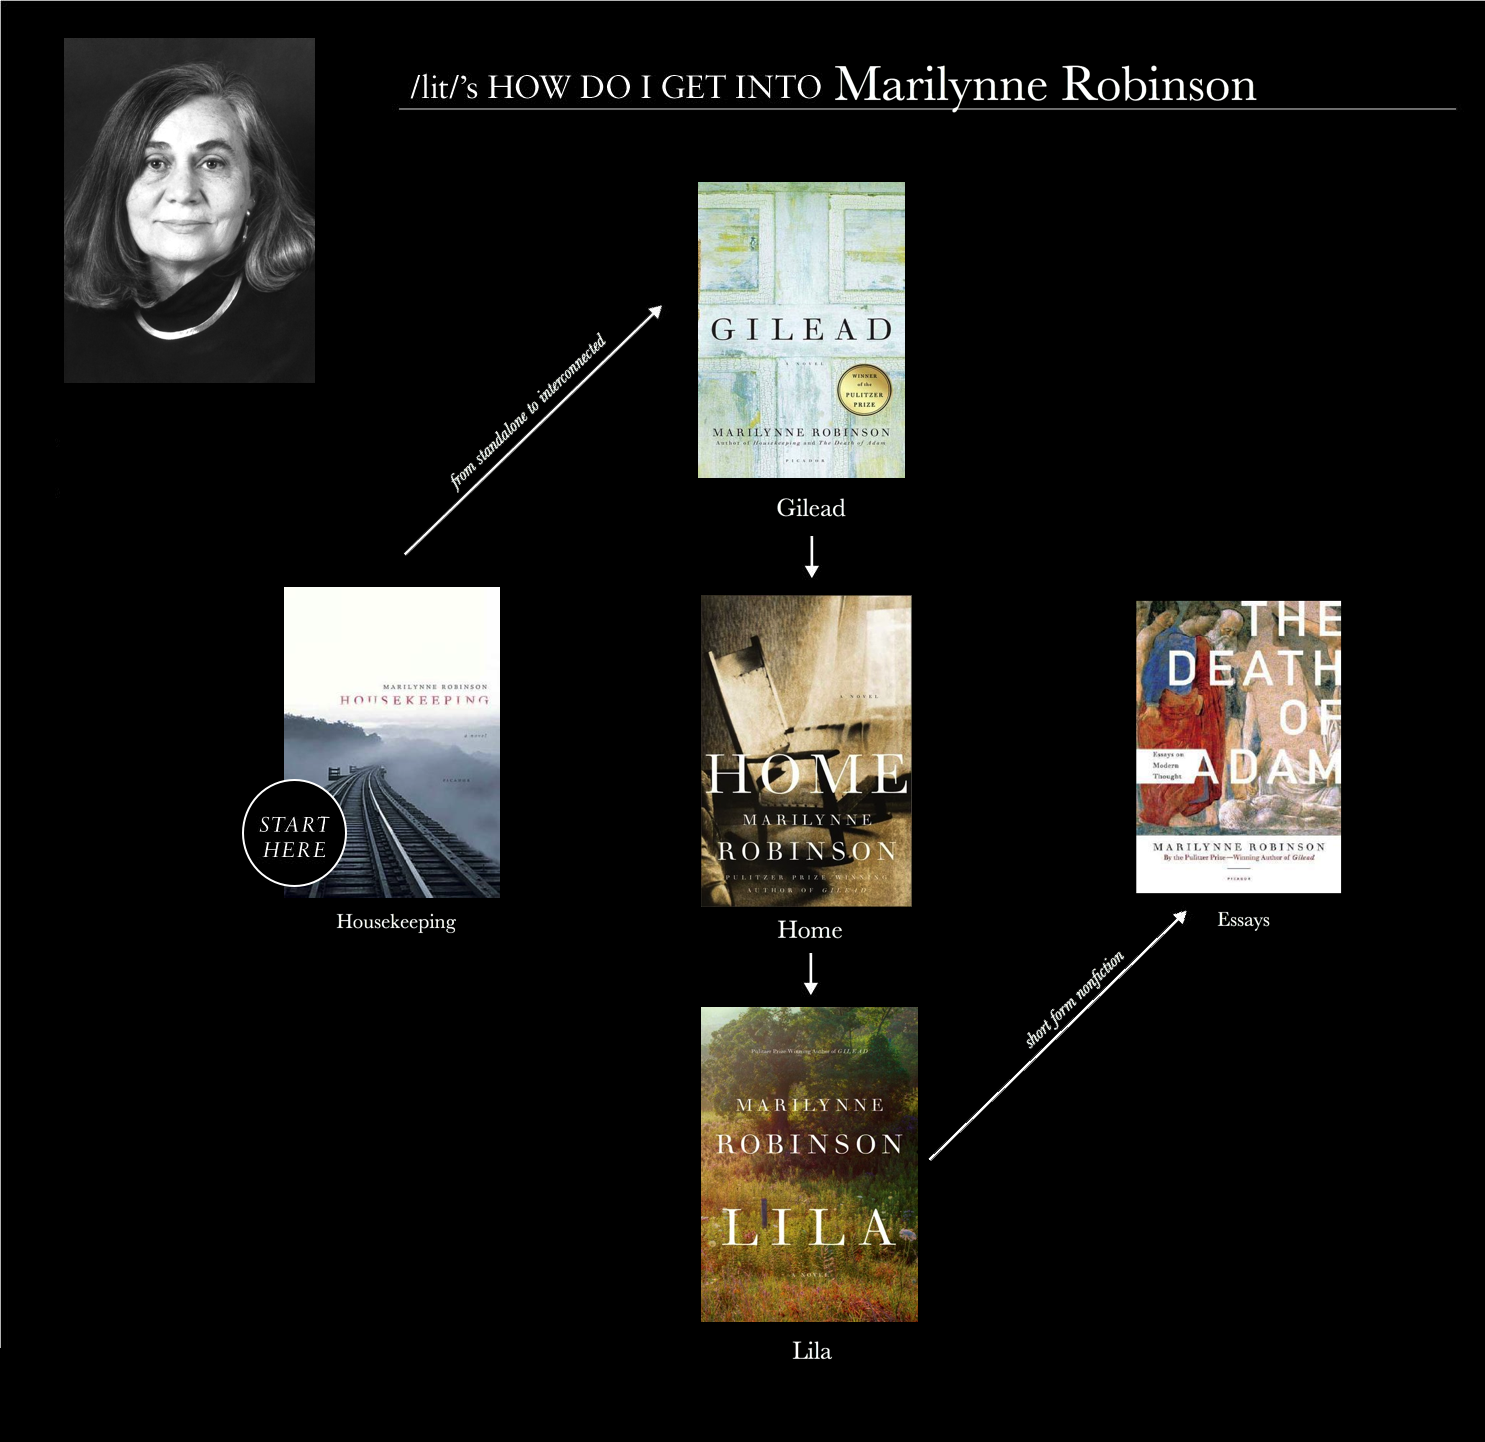 /lit/’s HOW DO I GET INTO Marilynne Robinson
from standalone to interconnected
GILEAD
A NOVEL
WINNER
of the
PULITZER
PRIZE
MARILYNNE ROBINSON
Author of Housekeeping and The Death of Adam
PICADOR
Gilead
MARILYNNE ROBINSON
HOUSEKEEPING
a novel
PICADOR
START
HERE
Housekeeping
A NOVEL
HOME
MARILYNNE
ROBINSON
PULITZER PRIZE–WINNING
AUTHOR OF GILEAD
Home
Pulitzer Prize–Winning Author of GILEAD
MARILYNNE
ROBINSON
LILA
A NOVEL
Lila
short form nonfiction
THE
DEATH
OF
ADAM
Essays on
Modern
Thought
MARILYNNE ROBINSON
By the Pulitzer Prize—Winning Author of Gilead
PICADOR
Essays